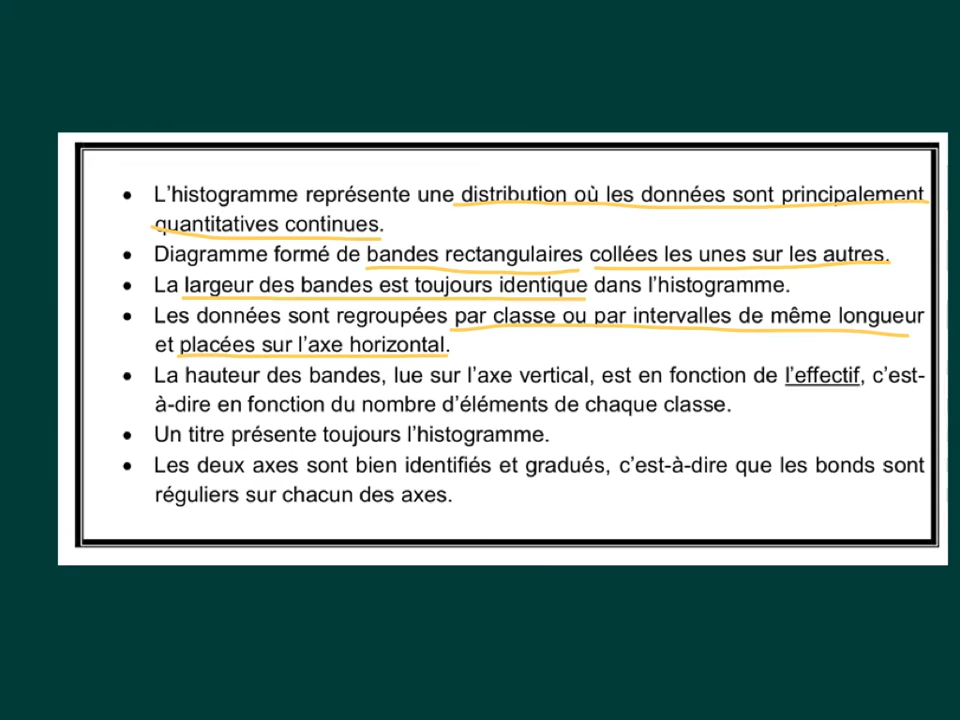 • L'histogramme représente une distribution où les données sont principalement
quantitatives continues.
• Diagramme formé de bandes rectangulaires collées les unes sur les autres.
• La largeur des bandes est toujours identique dans l'histogramme.
• Les données sont regroupées par classe ou par intervalles de même longueur
et placées sur l'axe horizontal.
• La hauteur des bandes, lue sur l'axe vertical, est en fonction de l'effectif, c'est-
à-dire en fonction du nombre d'éléments de chaque classe.
• Un titre présente toujours l'histogramme.
• Les deux axes sont bien identifiés et gradués, c'est-à-dire que les bonds sont
réguliers sur chacun des axes.